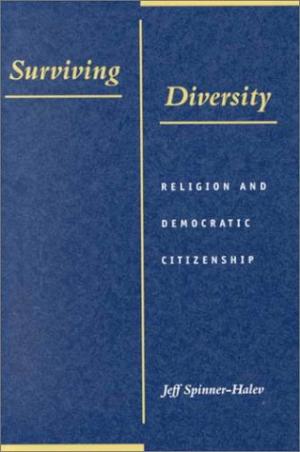 Surviving
Diversity
RELIGION AND
DEMOCRATIC
CITIZENSHIP
Jeff Spinner-Halev